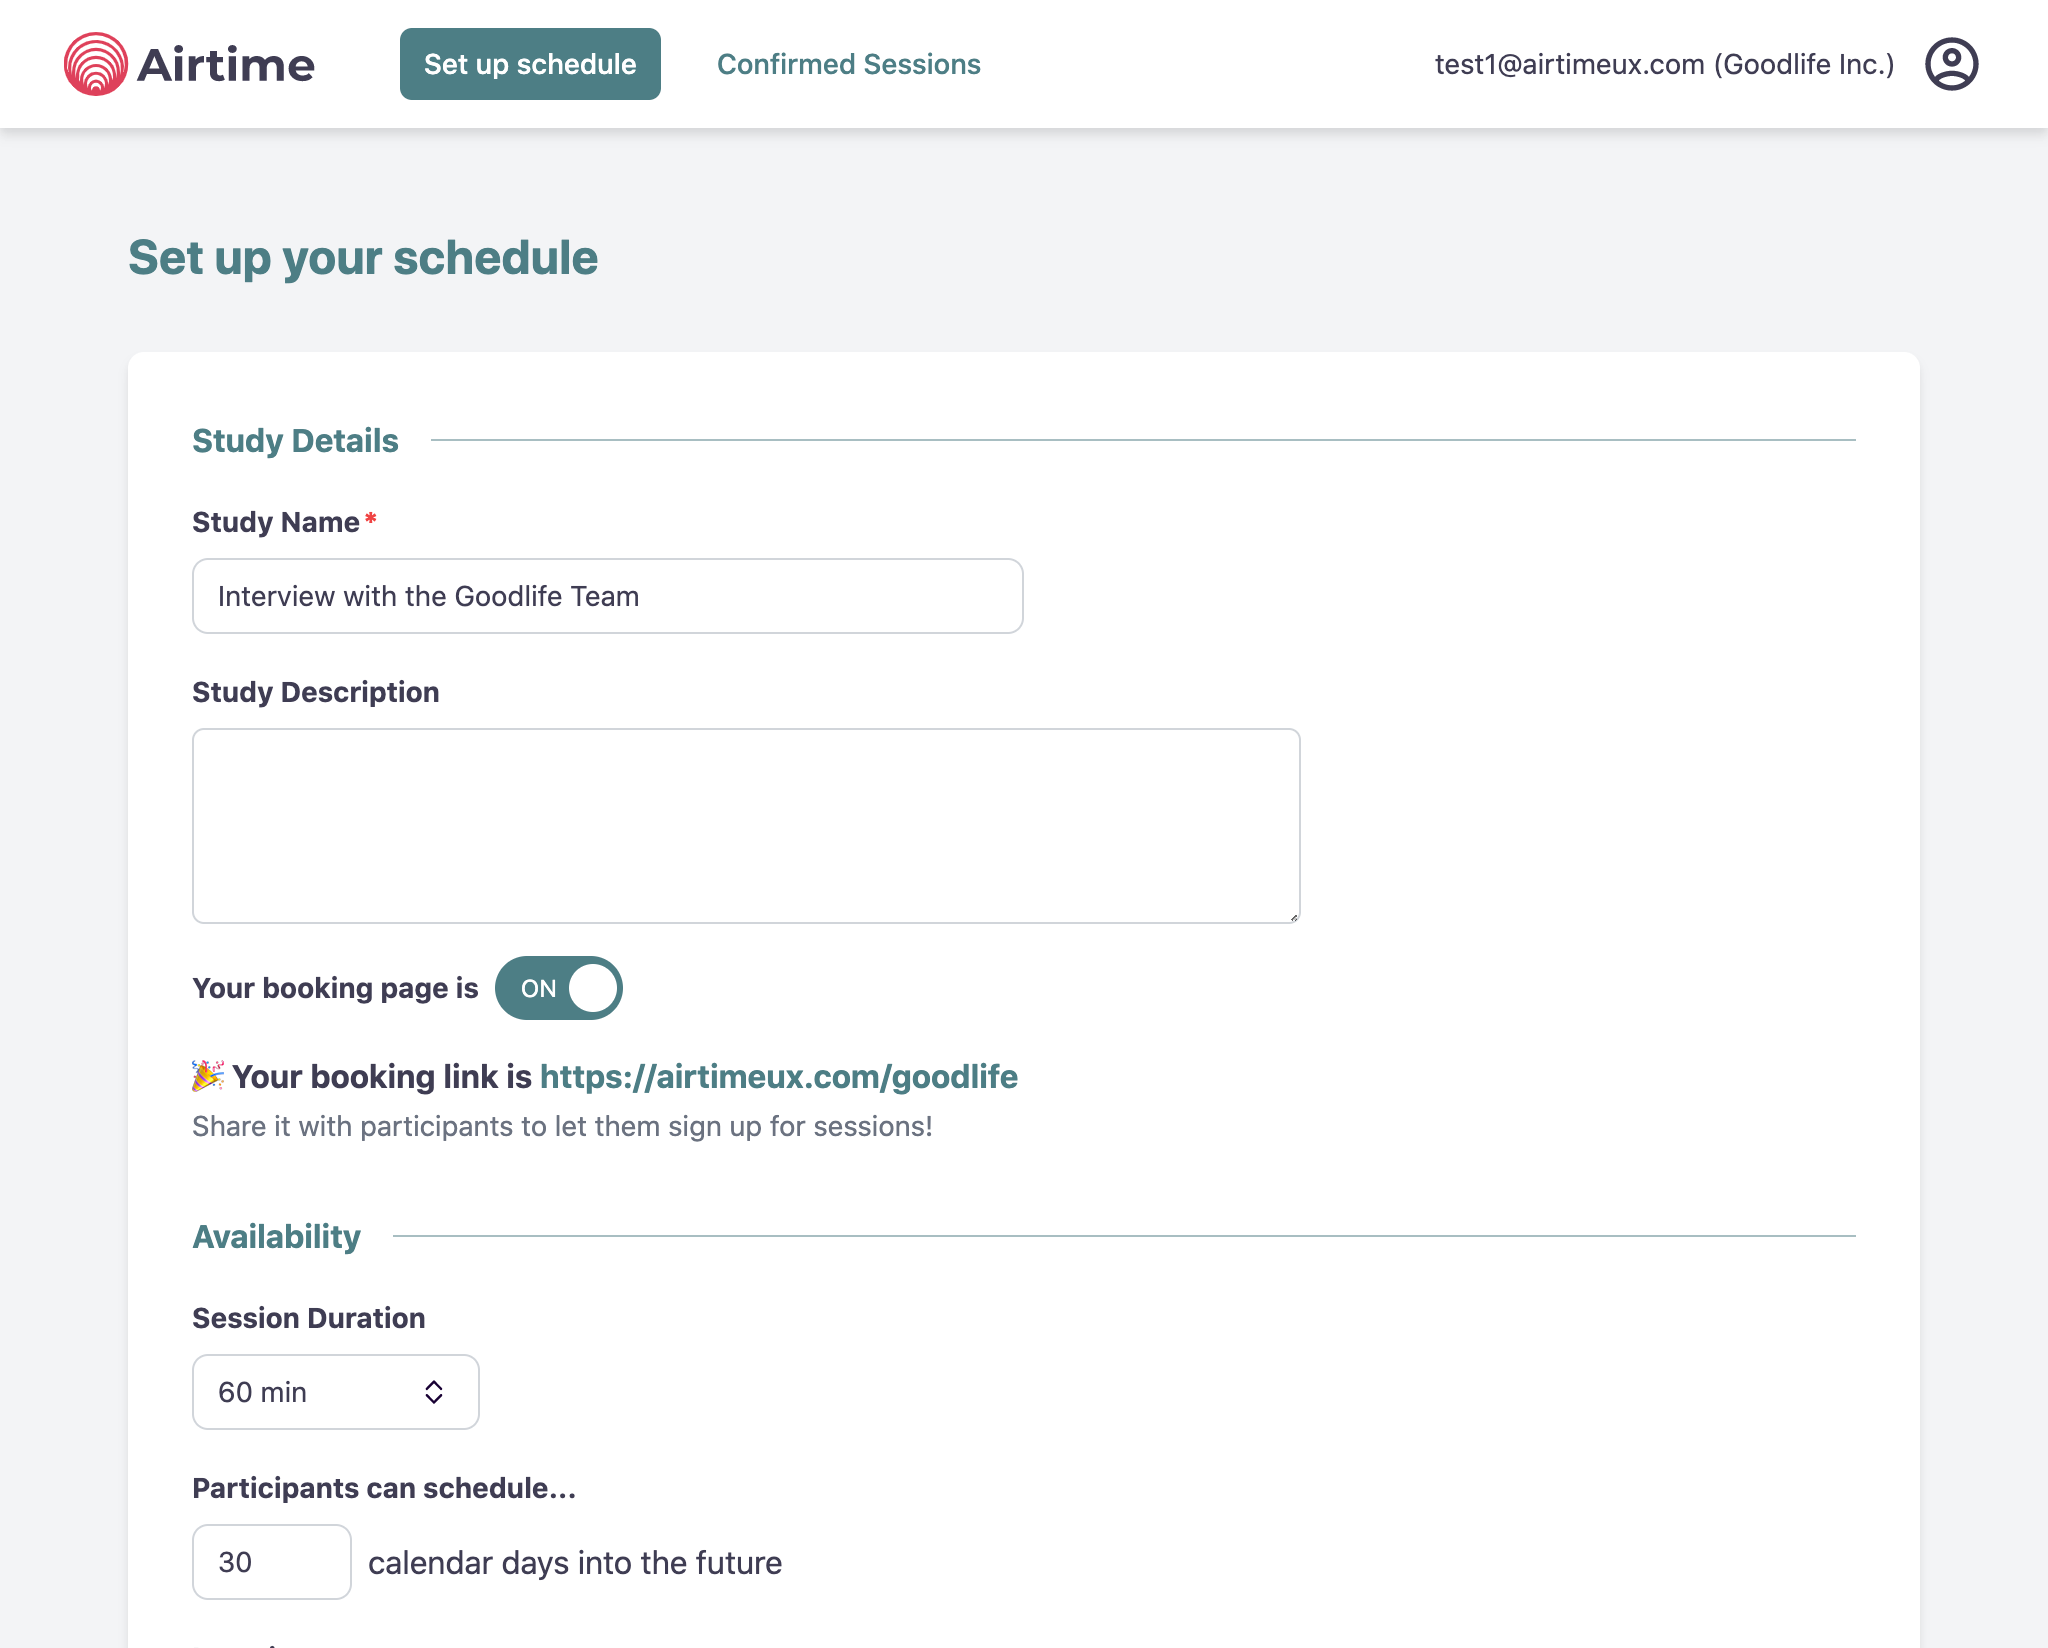 Airtime
Set up schedule
Confirmed Sessions
test1@airtimeux.com (Goodlife Inc.)
Set up your schedule
Study Details
Study Name*
Interview with the Goodlife Team
Study Description
Your booking page is ON
🎉 Your booking link is https://airtimeux.com/goodlife
Share it with participants to let them sign up for sessions!
Availability
Session Duration
60 min
Participants can schedule...
30 calendar days into the future